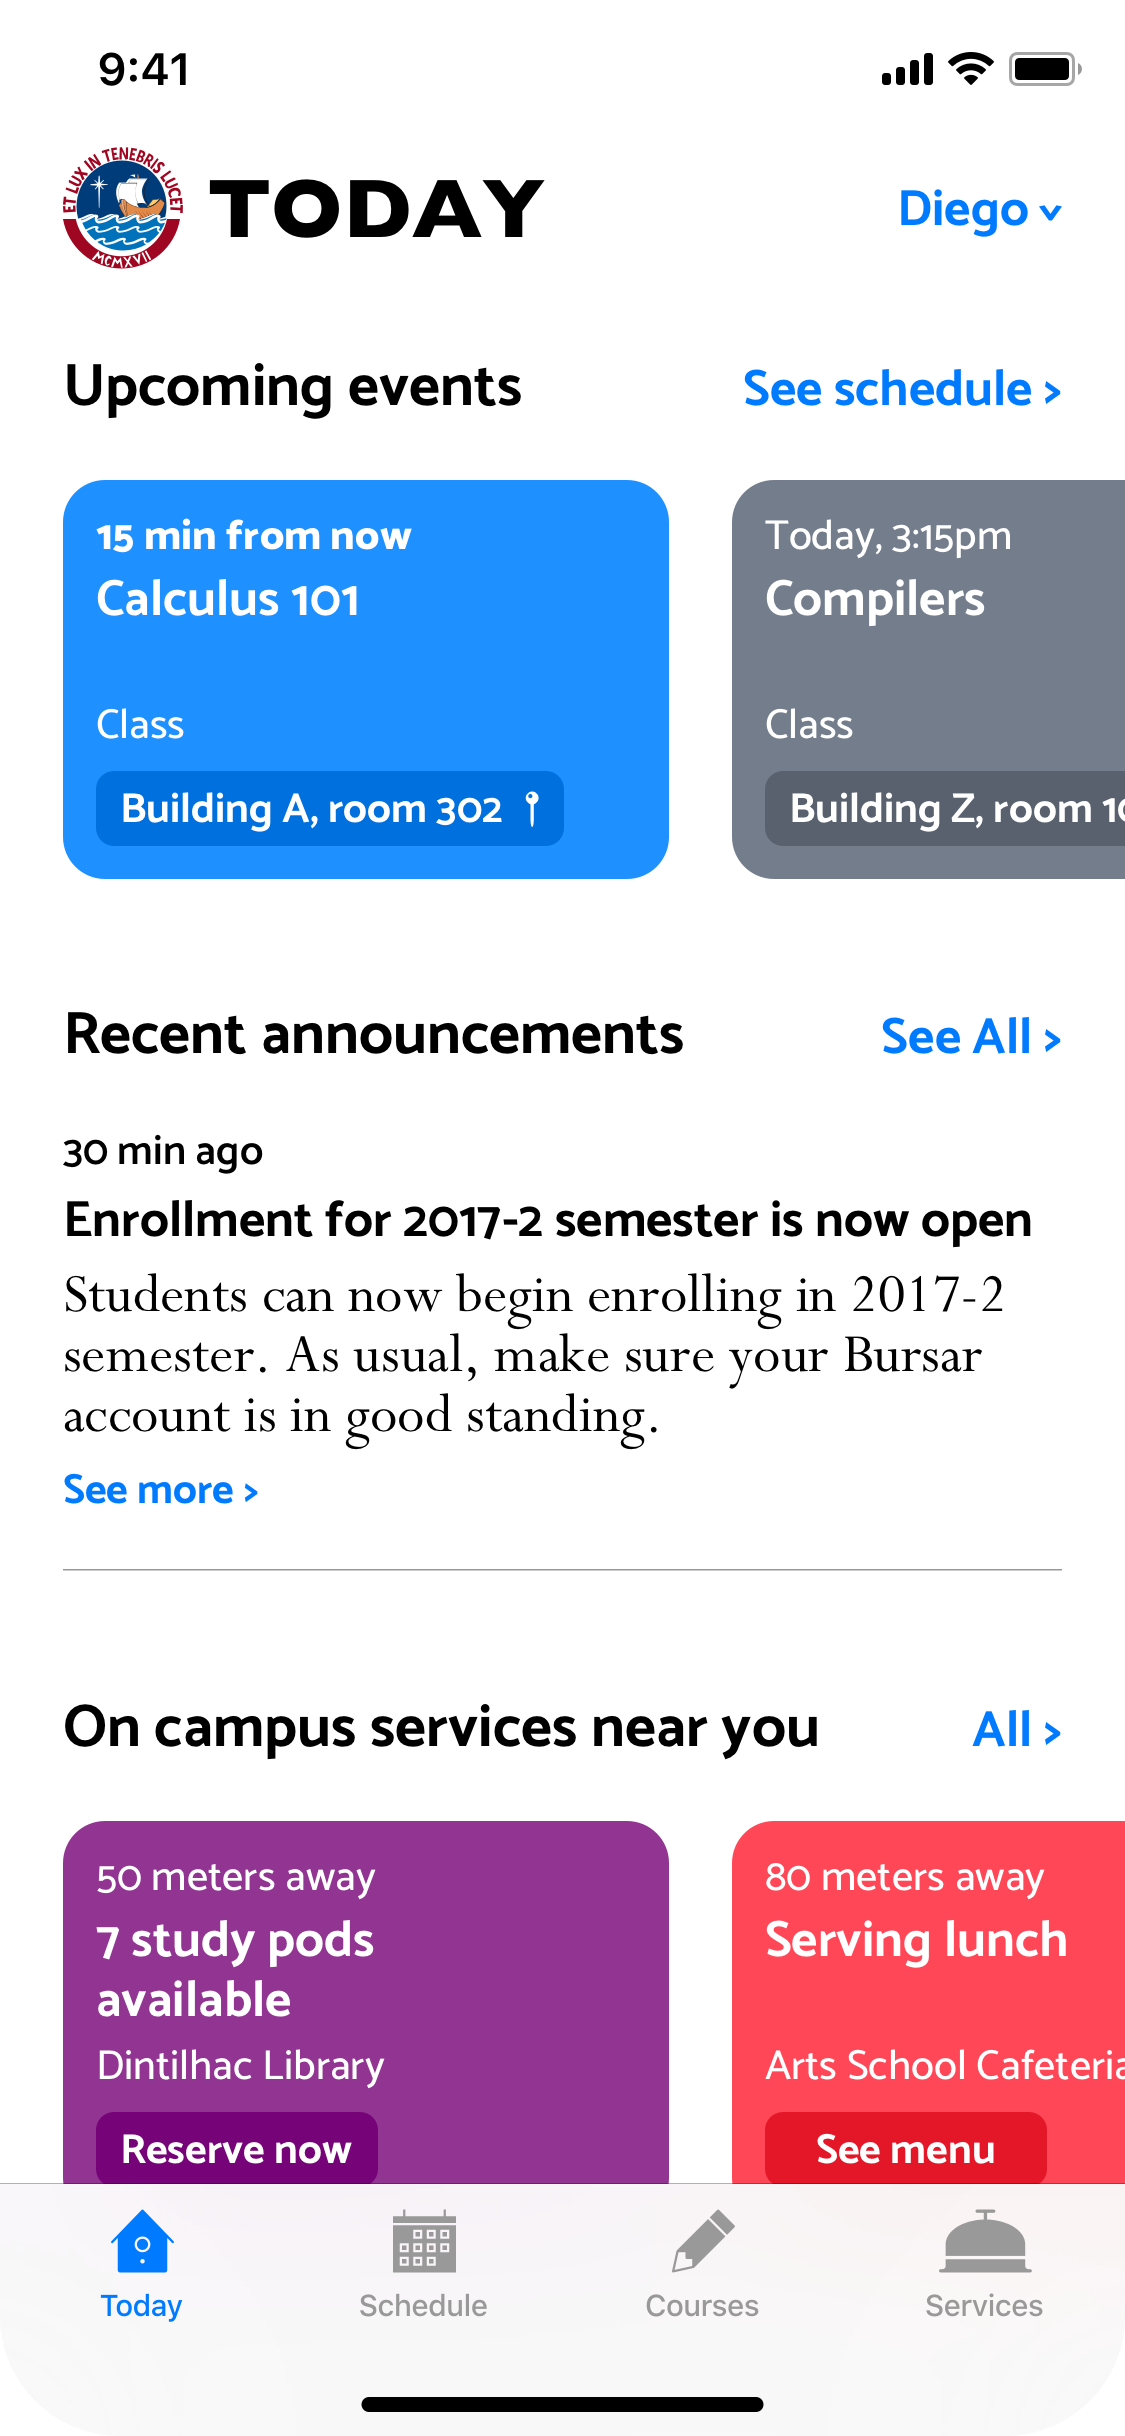 9:41
ET LUX IN TENEBRIS LUCET
MCMXVII
TODAY
Diego
Upcoming events
See schedule >
15 min from now
Calculus 101
Class
Building A, room 302
Today, 3:15pm
Compilers
Class
Building Z, room
Recent announcements
See All >
30 min ago
Enrollment for 2017-2 semester is now open
Students can now begin enrolling in 2017-2
semester. As usual, make sure your Bursar
account is in good standing.
See more >
On campus services near you
All >
50 meters away
7 study pods
available
Dintilhac Library
Reserve now
80 meters away
Serving lunch
Arts School Cafeteria
See menu
Today
Schedule
Courses
Services